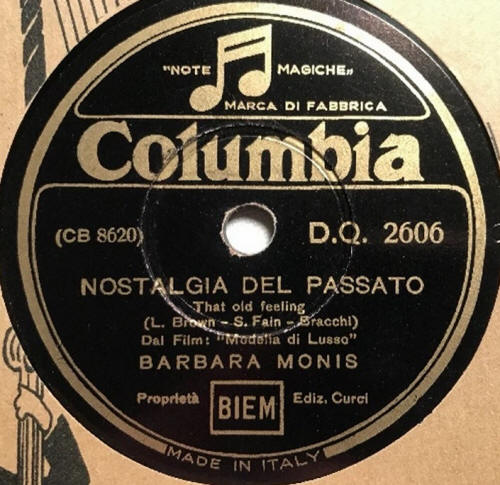 "NOTE MAGICHE"
MARCA DI FABBRICA
Columbia
(CB 8620) D.Q. 2606
NOSTALGIA DEL PASSATO
That old feeling
(L. Brown - S. Fain - Bracchi)
Dal Film: "Modella di Lusso"
BARBARA MONIS
Proprietà BIEM Ediz. Curci
MADE IN ITALY